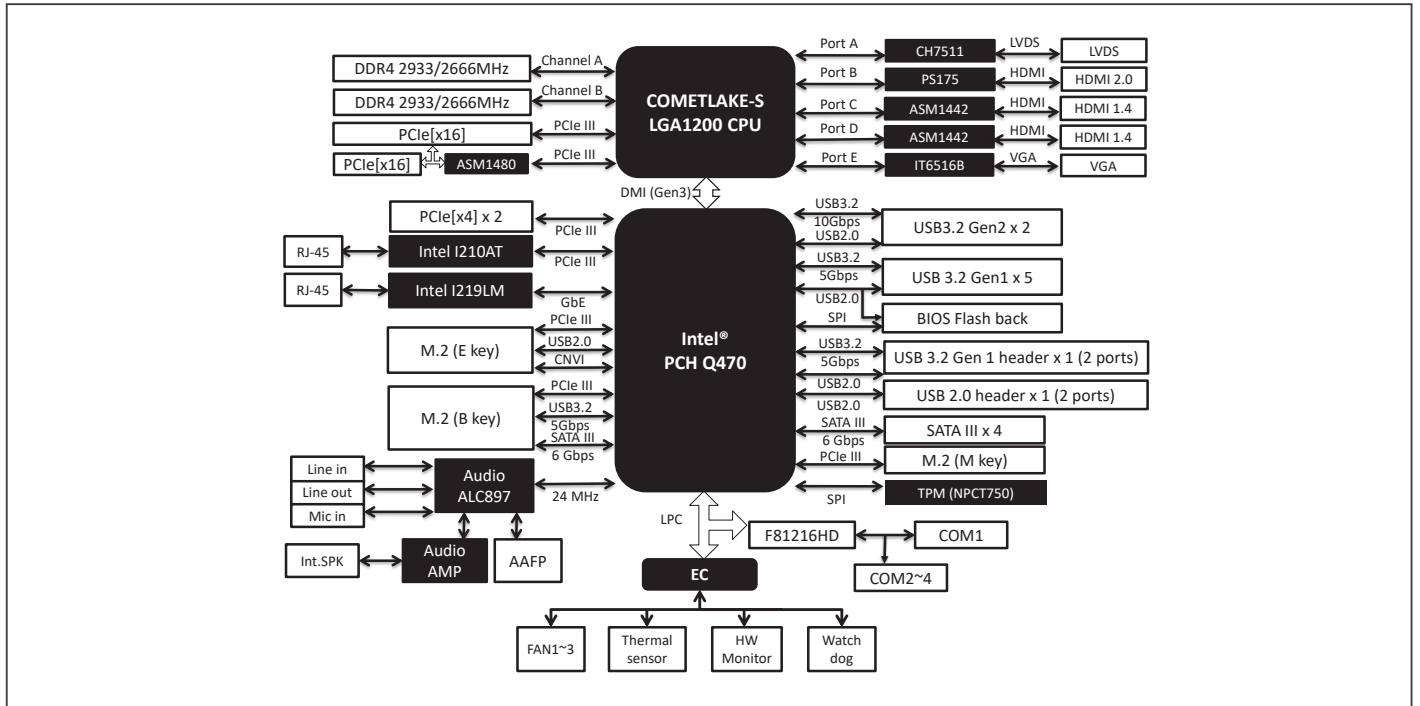 DDR4 2933/2666MHz
Channel A
DDR4 2933/2666MHz
Channel B
PCIe[x16]
PCIe III
PCIe[x16]
ASM1480
PCIe III
COMETLAKE-S
LGA1200 CPU
Port A
CH7511
LVDS
LVDS
Port B
PS175
HDMI
HDMI 2.0
Port C
ASM1442
HDMI
HDMI 1.4
Port D
ASM1442
HDMI
HDMI 1.4
Port E
IT6516B
VGA
VGA
DMI (Gen3)
PCIe[x4] x 2
PCIe III
RJ-45
Intel I210AT
PCIe III
RJ-45
Intel I219LM
GbE
M.2 (E key)
PCIe III
USB2.0
CNVI
M.2 (B key)
PCIe III
USB3.2
5Gbps
SATA III
6 Gbps
Line in
Line out
Mic in
Audio
ALC897
24 MHz
Int.SPK
Audio
AMP
AAFP
Intel®
PCH Q470
USB3.2
10Gbps
USB2.0
USB3.2 Gen2 x 2
USB3.2
5Gbps
USB2.0
USB 3.2 Gen1 x 5
SPI
BIOS Flash back
USB3.2
5Gbps
USB 3.2 Gen 1 header x 1 (2 ports)
USB2.0
USB 2.0 header x 1 (2 ports)
USB2.0
SATA III
6 Gbps
SATA III x 4
PCIe III
M.2 (M key)
SPI
TPM (NPCT750)
LPC
F81216HD
COM1
COM2~4
EC
FAN1~3
Thermal
sensor
HW
Monitor
Watch
dog